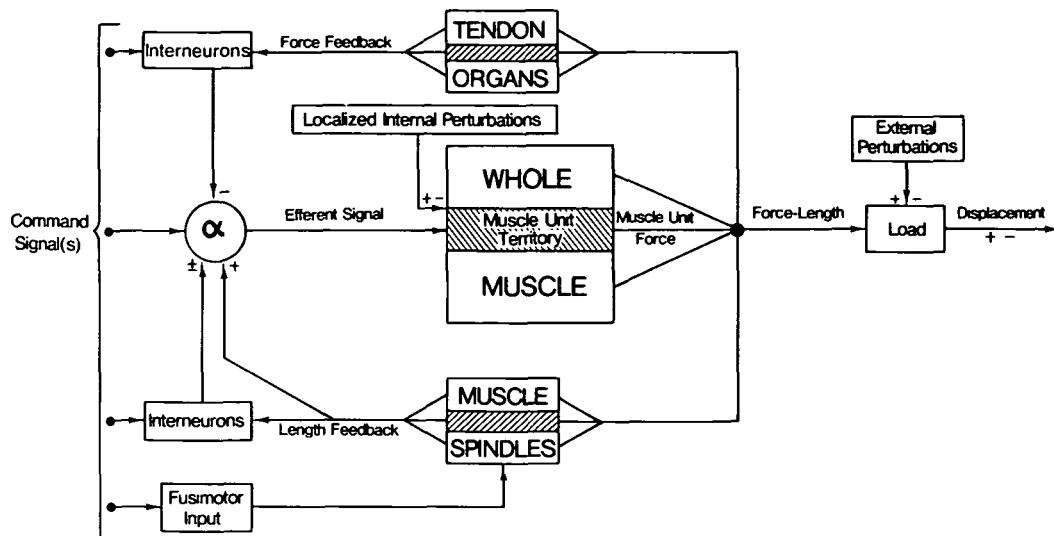 TENDON
Interneurons
Force Feedback
ORGANS
Localized Internal Perturbations
External
Perturbations
+ -
WHOLE
+ -
-
Command
Signal(s)
α
Efferent Signal
Muscle Unit
Territory
Muscle Unit
Force
Force-Length
Load
Displacement
+ -
± +
MUSCLE
MUSCLE
Interneurons
Length Feedback
SPINDLES
Fusimotor
Input